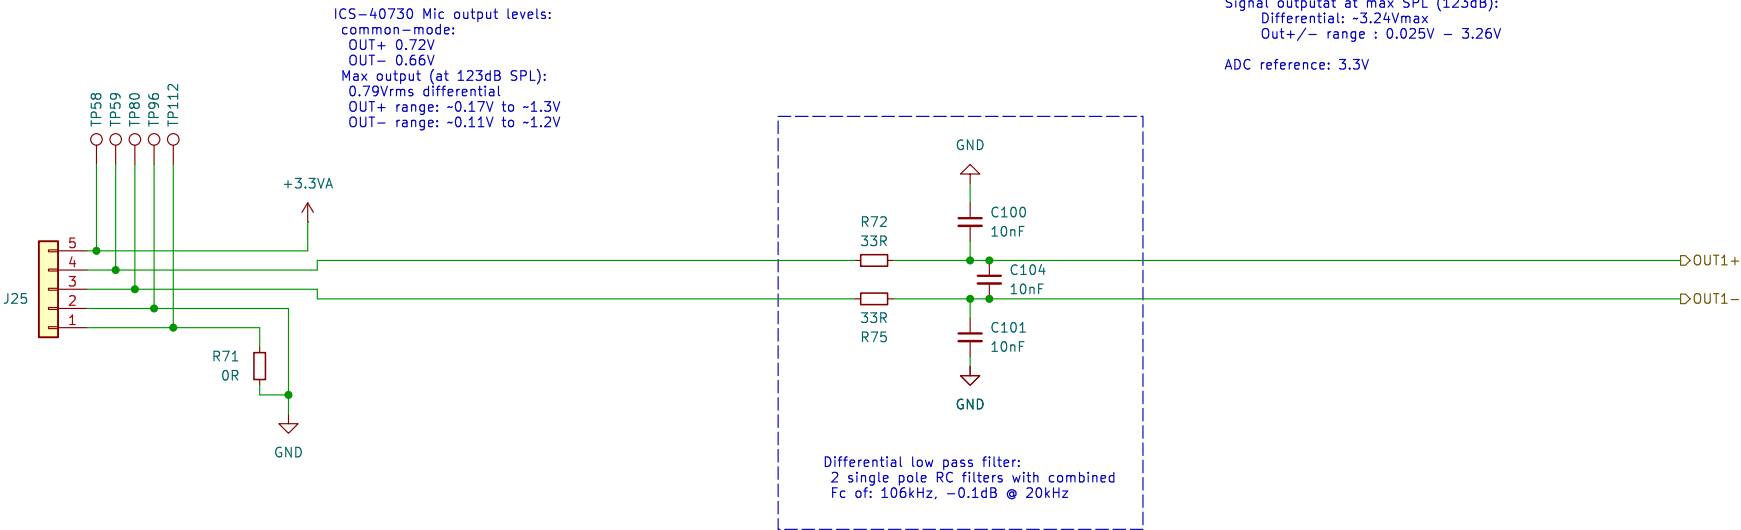 ICS-40730 Mic output levels:
common-mode:
OUT+ 0.72V
OUT- 0.66V
Max output (at 123dB SPL):
0.79Vrms differential
OUT+ range: ~0.17V to ~1.3V
OUT- range: ~0.11V to ~1.2V
Signal outputat at max SPL (123dB):
Differential: ~3.24Vmax
Out+/- range : 0.025V - 3.26V
ADC reference: 3.3V
TP58
TP59
TP80
TP96
TP112
+3.3VA
J25
5
4
3
2
1
R71
0R
GND
GND
C100
10nF
R72
33R
C104
10nF
33R
R75
C101
10nF
GND
OUT1+
OUT1-
Differential low pass filter:
2 single pole RC filters with combined
Fc of: 106kHz, -0.1dB @ 20kHz